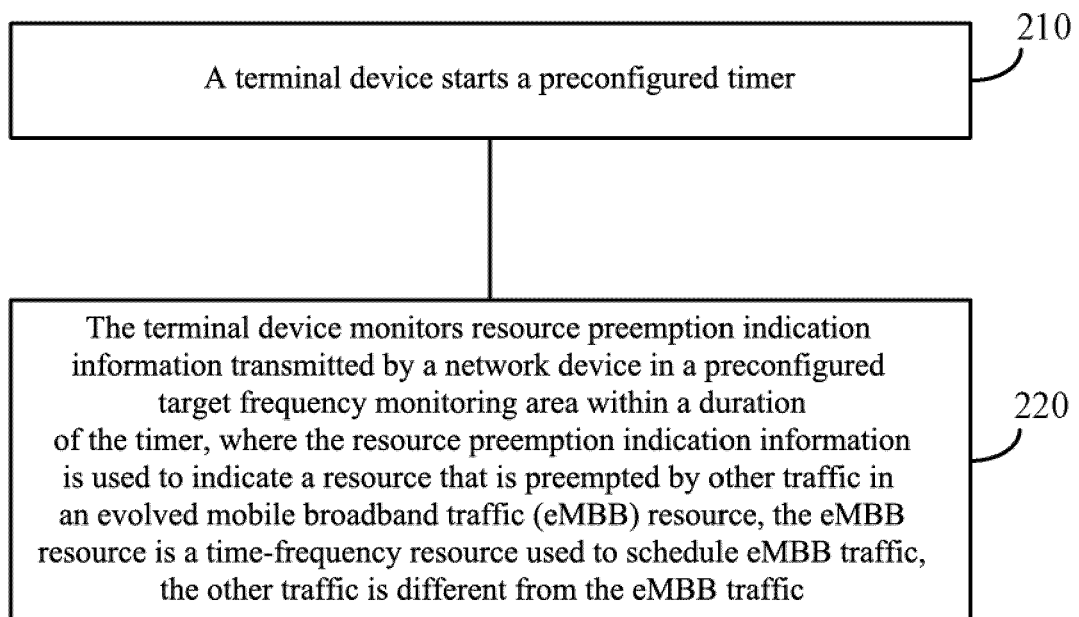 210
A terminal device starts a preconfigured timer
The terminal device monitors resource preemption indication
information transmitted by a network device in a preconfigured
target frequency monitoring area within a duration
of the timer, where the resource preemption indication information
is used to indicate a resource that is preempted by other traffic in
an evolved mobile broadband traffic (eMBB) resource, the eMBB
resource is a time-frequency resource used to schedule eMBB traffic,
the other traffic is different from the eMBB traffic
220